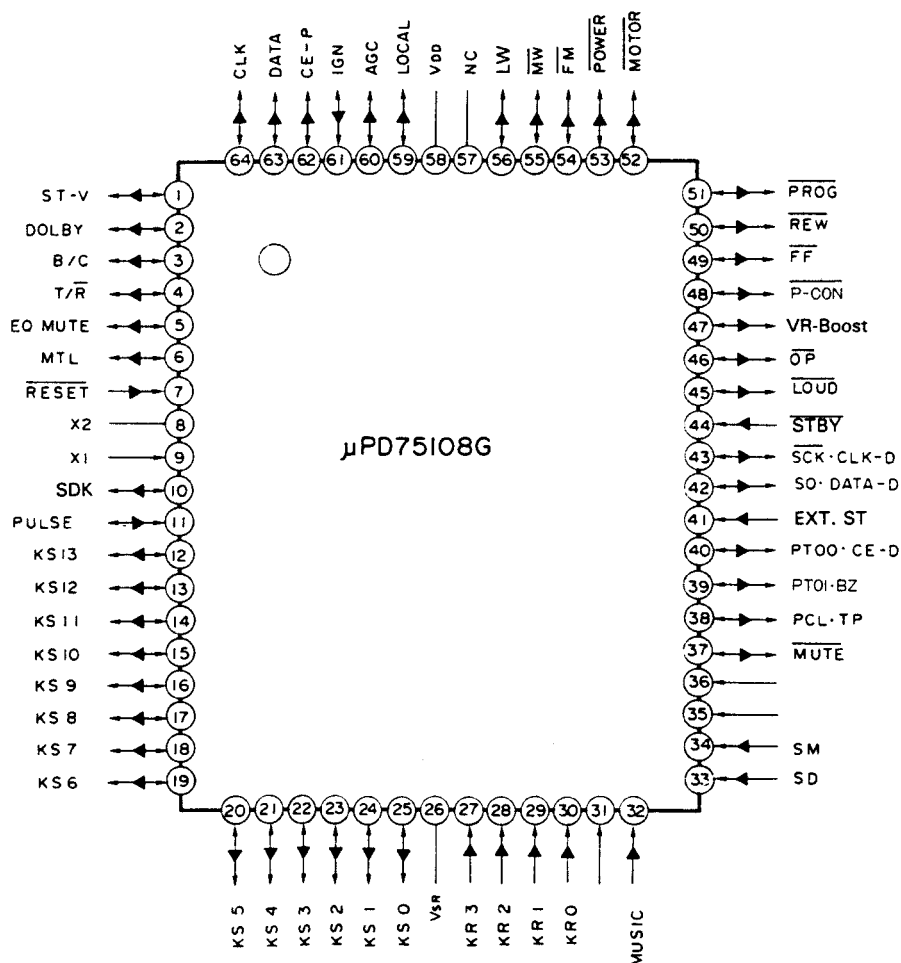 CLK
DATA
CE-P
IGN
AGC
LOCAL
VDD
NC
LW
MW
FM
POWER
MOTOR
64
63
62
61
60
59
58
57
56
55
54
53
52
ST-V 1
DOLBY 2
B/C 3
T/R 4
EQ MUTE 5
MTL 6
RESET 7
X2 8
X1 9
SDK 10
PULSE 11
KS13 12
KS12 13
KS11 14
KS10 15
KS9 16
KS8 17
KS7 18
KS6 19
μPD75108G
51 PROG
50 REW
49 FF
48 P-CON
47 VR-Boost
46 OP
45 LOUD
44 STBY
43 SCK·CLK-D
42 SO·DATA-D
41 EXT. ST
40 PTO0·CE-D
39 PTO1·BZ
38 PCL·TP
37 MUTE
36
35
34 SM
33 SD
20
21
22
23
24
25
26
27
28
29
30
31
32
KS5
KS4
KS3
KS2
KS1
KS0
VSR
KR3
KR2
KR1
KR0
MUSIC